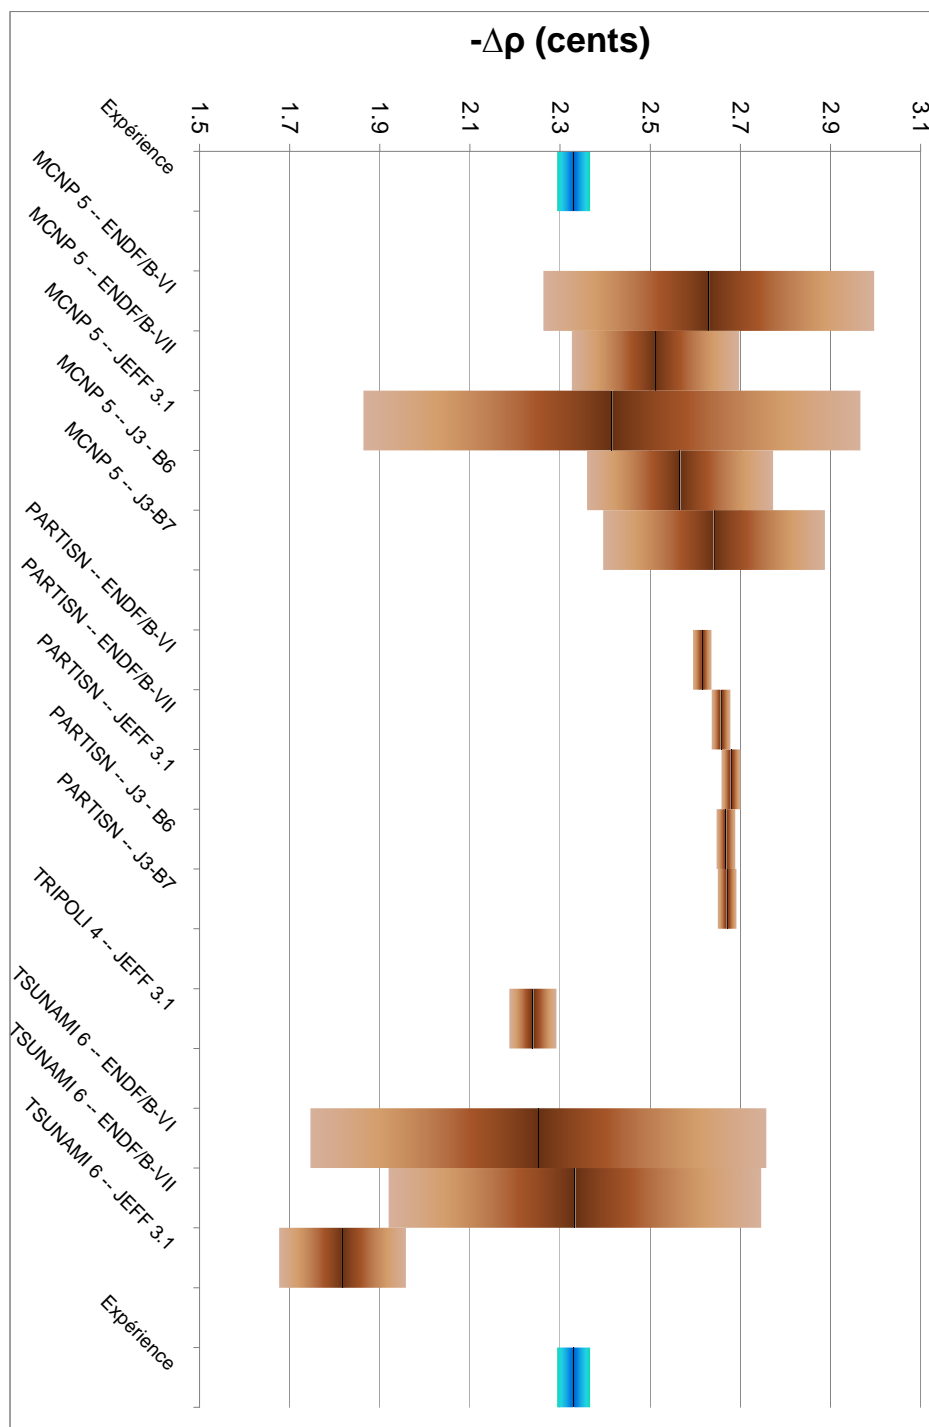 -Δρ (cents)
1.5
1.7
1.9
2.1
2.3
2.5
2.7
2.9
3.1
Expérience
MCNP 5 -- ENDF/B-VI
MCNP 5 -- ENDF/B-VII
MCNP 5 -- JEFF 3.1
MCNP 5 -- J3 - B6
MCNP 5 -- J3-B7
PARTISN -- ENDF/B-VI
PARTISN -- ENDF/B-VII
PARTISN -- JEFF 3.1
PARTISN -- J3 - B6
PARTISN -- J3-B7
TRIPOLI 4 -- JEFF 3.1
TSUNAMI 6 -- ENDF/B-VI
TSUNAMI 6 -- ENDF/B-VII
TSUNAMI 6 -- JEFF 3.1
Expérience